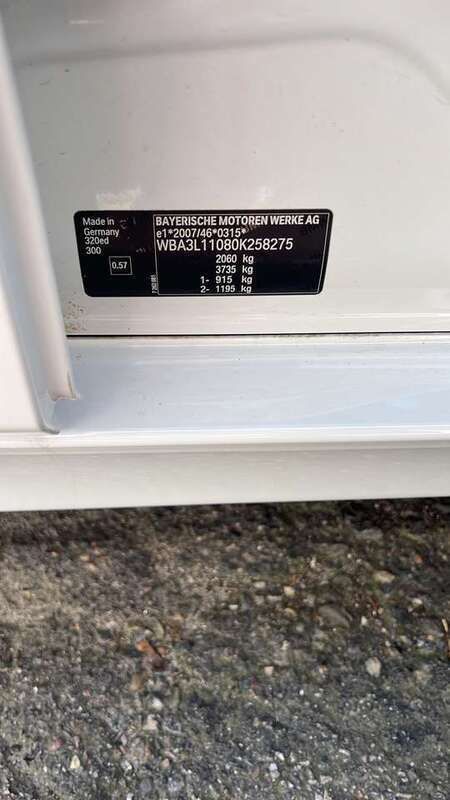 Made in
Germany
320ed
300
0.57
BAYERISCHE MOTOREN WERKE AG
e1*2007/46*0315*
WBA3L11080K258275
2060 kg
3735 kg
1- 915 kg
2- 1195 kg